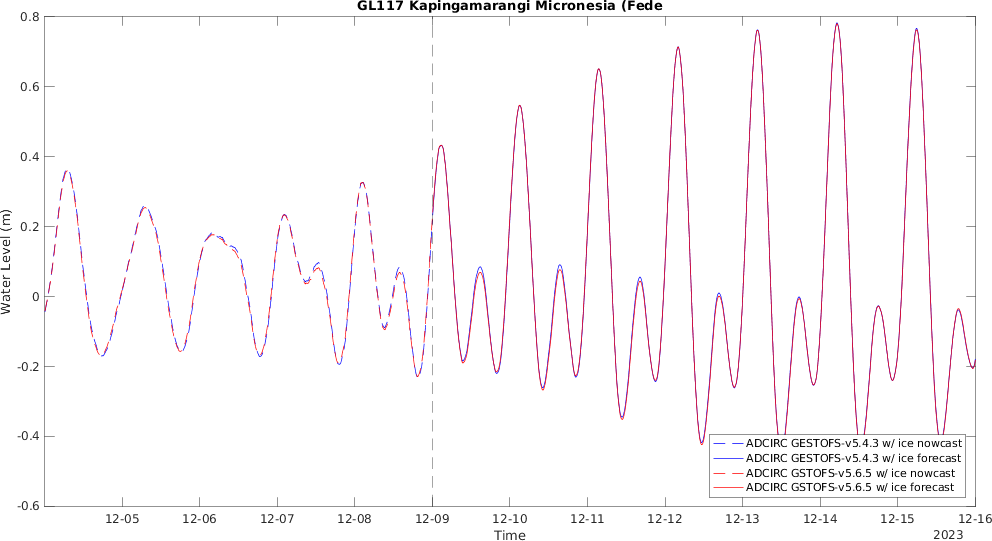 GL117 Kapingamarangi Micronesia (Fede
0.8
0.6
0.4
0.2
0
-0.2
-0.4
-0.6
Water Level (m)
12-05 12-06 12-07 12-08 12-09 12-10 12-11 12-12 12-13 12-14 12-15 12-16
Time
2023
ADCIRC GESTOFS-v5.4.3 w/ ice nowcast
ADCIRC GESTOFS-v5.4.3 w/ ice forecast
ADCIRC GSTOFS-v5.6.5 w/ ice nowcast
ADCIRC GSTOFS-v5.6.5 w/ ice forecast